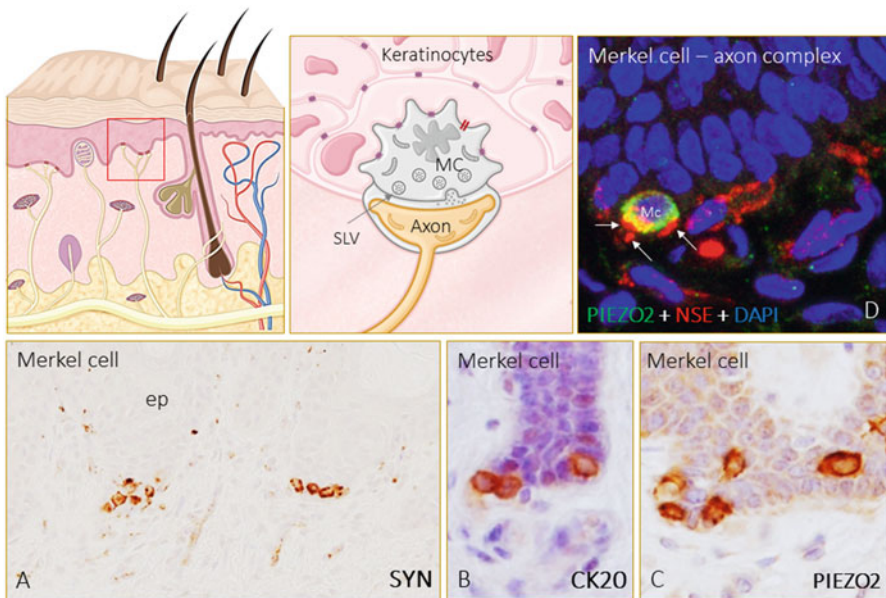 Keratinocytes
MC
SLV
Axon
Merkel cell – axon complex
Mc
PIEZO2 + NSE + DAPI
D
Merkel cell
ep
A
SYN
Merkel cell
B
CK20
Merkel cell
C
PIEZO2